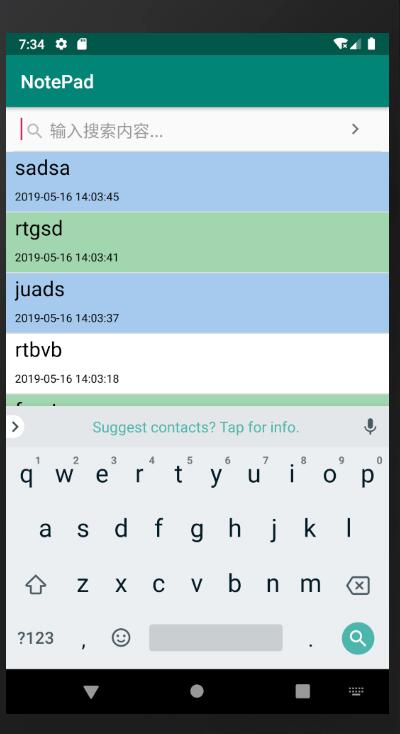 7:34
NotePad
输入搜索内容...
sadsa
2019-05-16 14:03:45
rtgsd
2019-05-16 14:03:41
juads
2019-05-16 14:03:37
rtbvb
2019-05-16 14:03:18
Suggest contacts? Tap for info.
1 2 3 4 5 6 7 8 9 0
q w e r t y u i o p
a s d f g h j k l
z x c v b n m
?123 , .